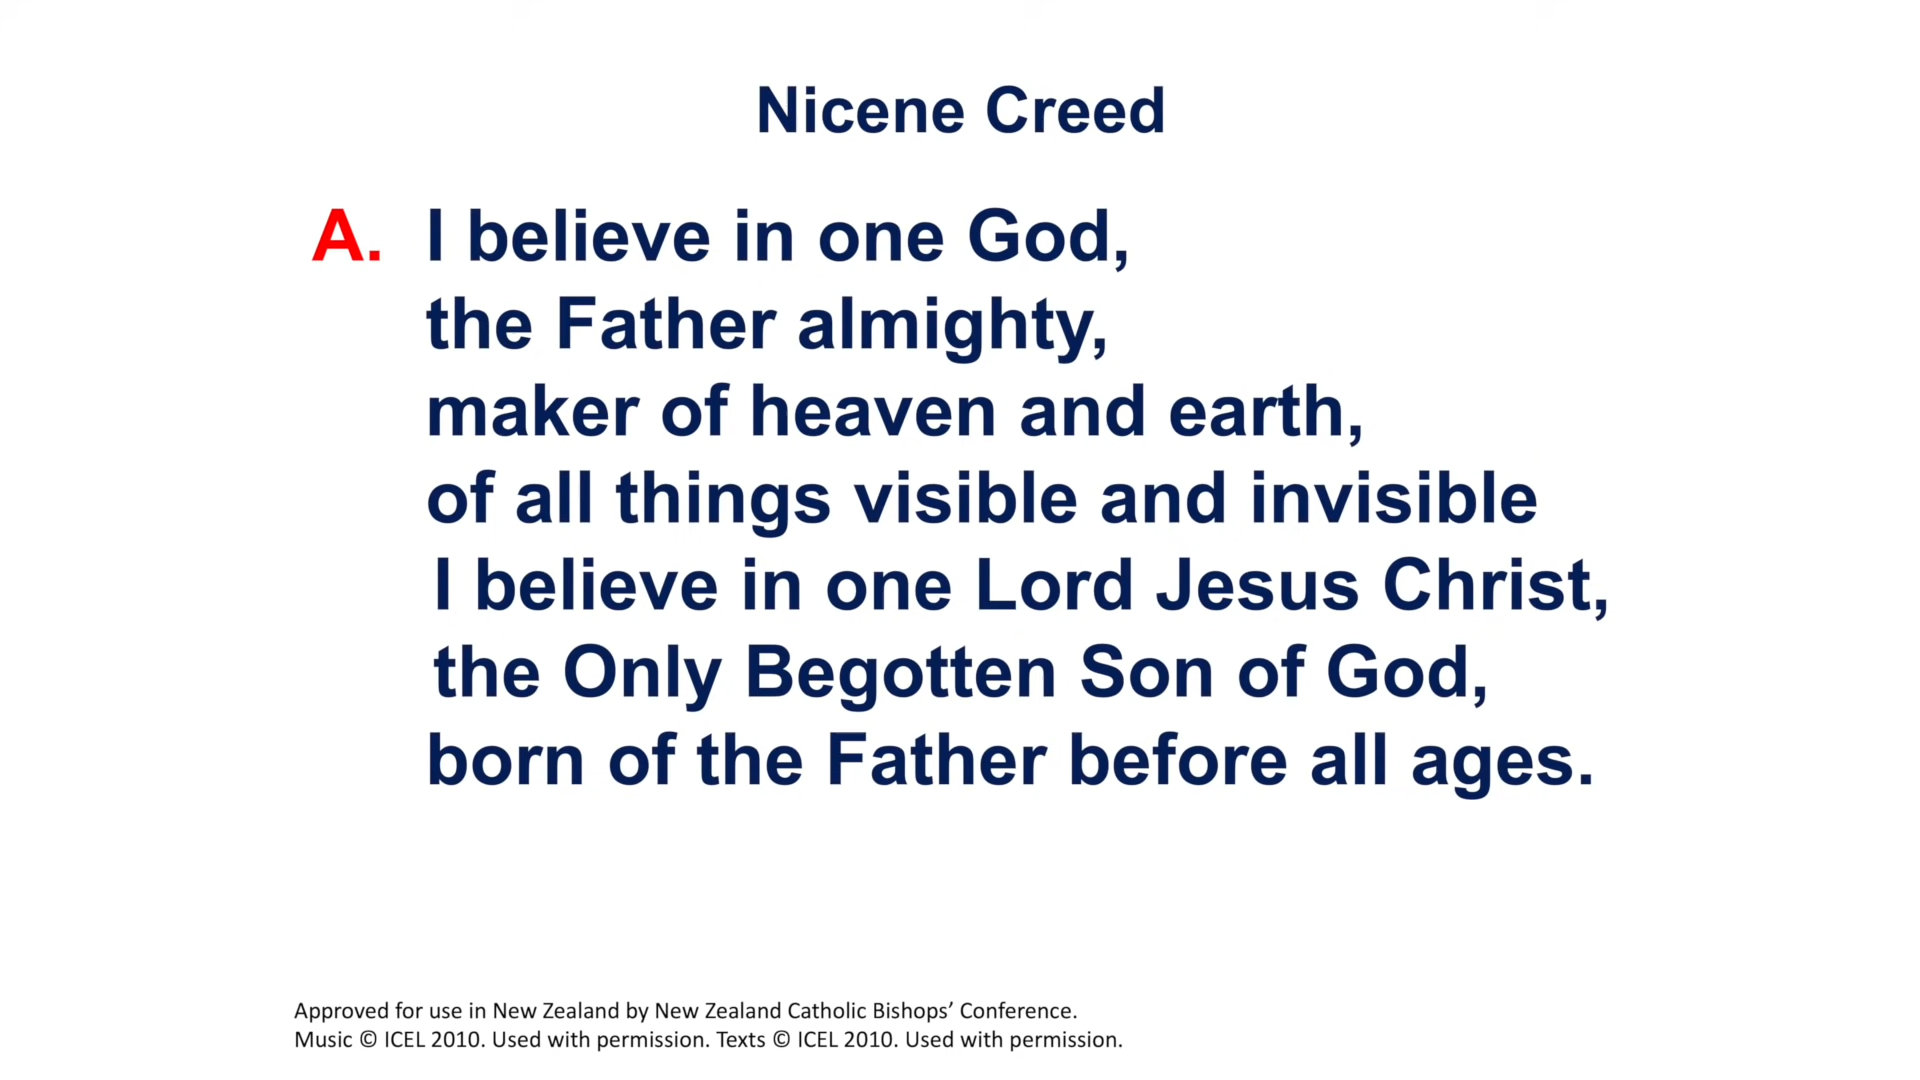 Nicene Creed
A. I believe in one God,
the Father almighty,
maker of heaven and earth,
of all things visible and invisible
I believe in one Lord Jesus Christ,
the Only Begotten Son of God,
born of the Father before all ages.
Approved for use in New Zealand by New Zealand Catholic Bishops’ Conference.
Music © ICEL 2010. Used with permission. Texts © ICEL 2010. Used with permission.